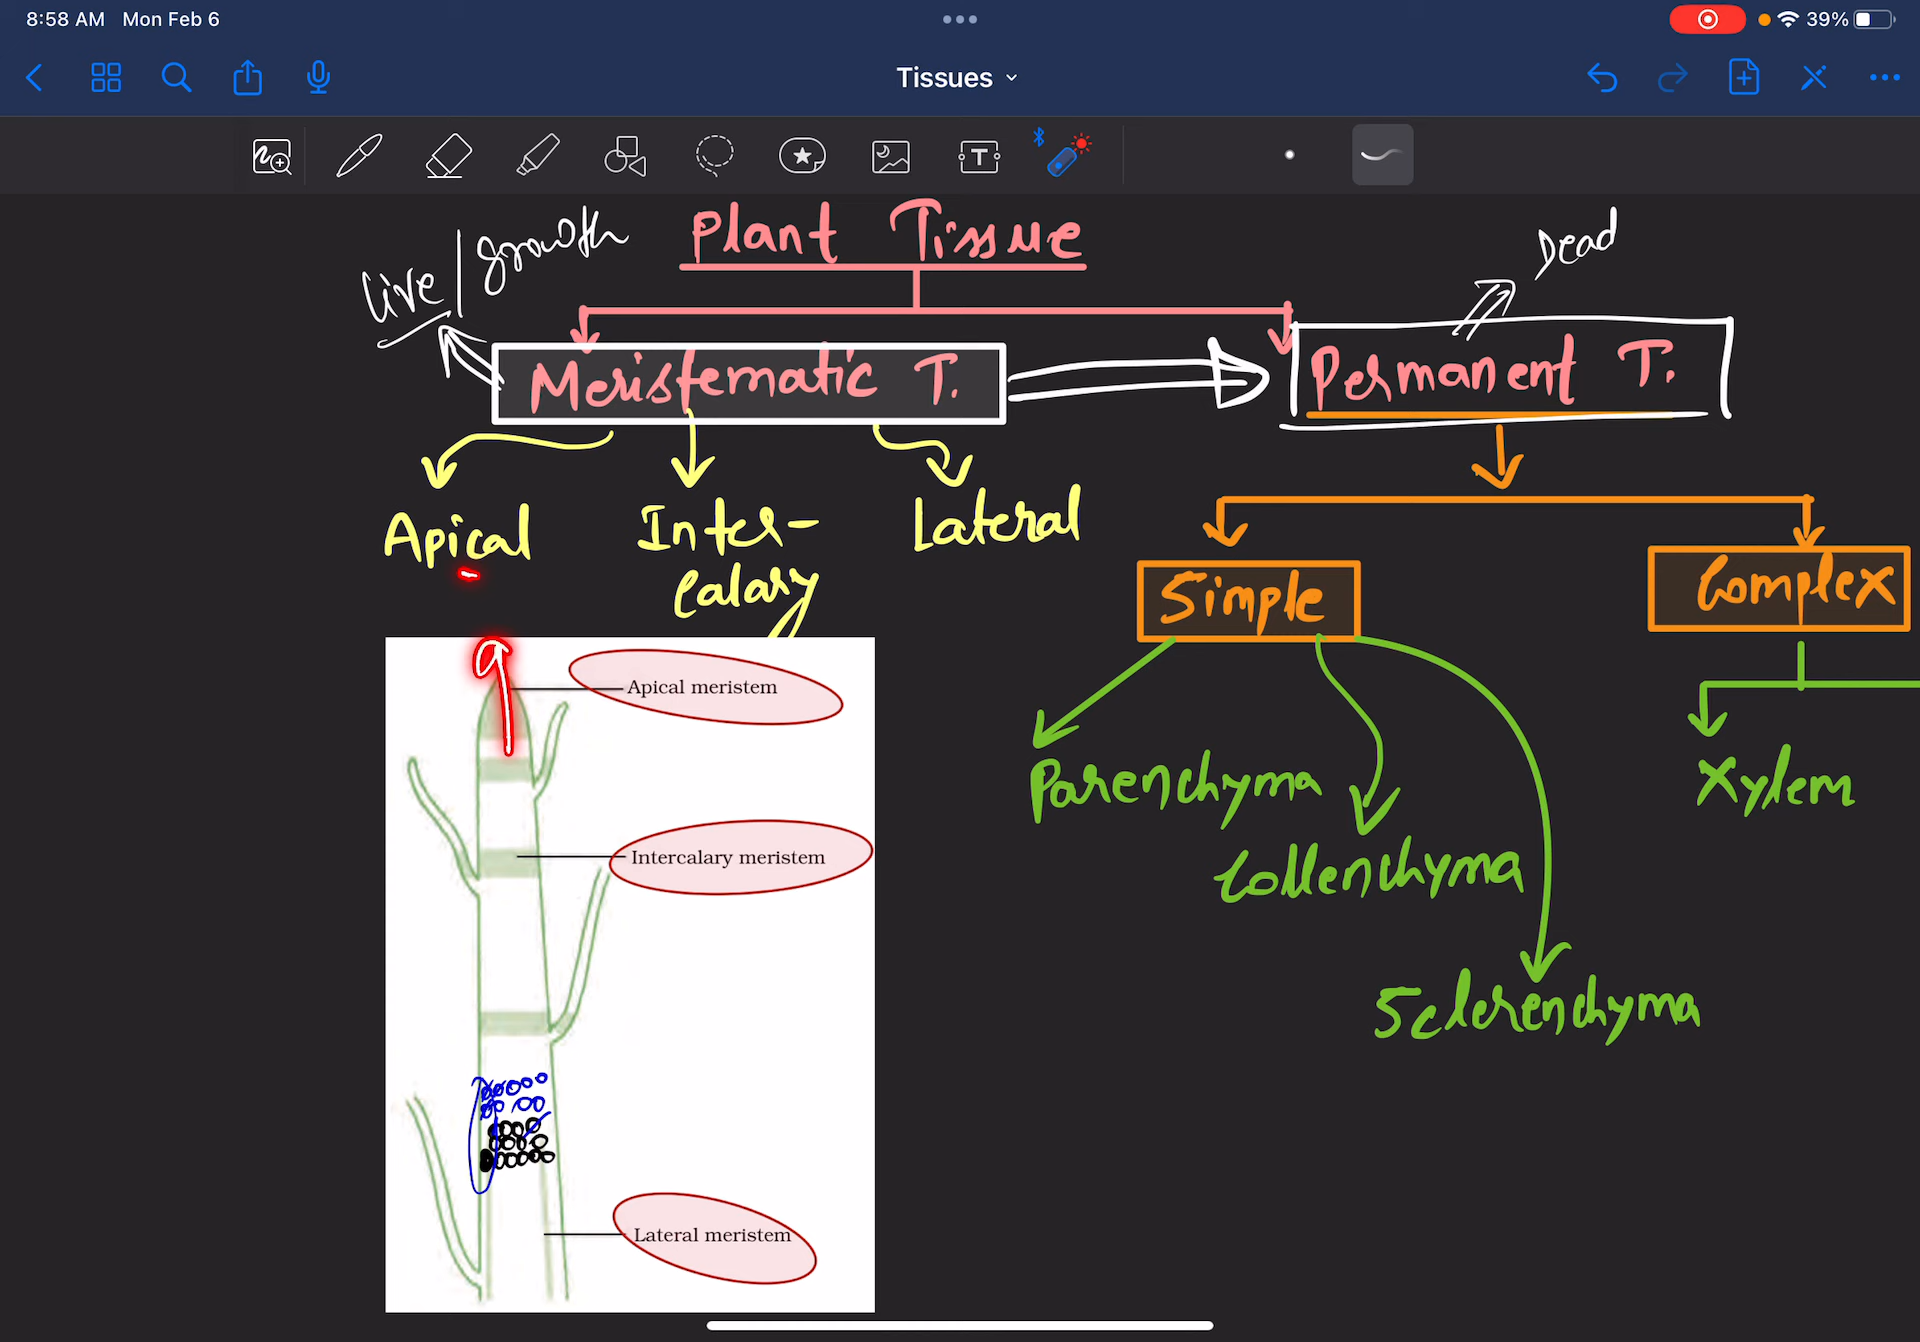 8:58 AM Mon Feb 6
39%
Tissues
T
Plant Tissue
Live/growth
Dead
Meristematic T.
Permanent T.
Apical
Inter-
calary
Lateral
Simple
Complex
Apical meristem
Parenchyma
Xylem
Intercalary meristem
Collenchyma
Sclerenchyma
Lateral meristem